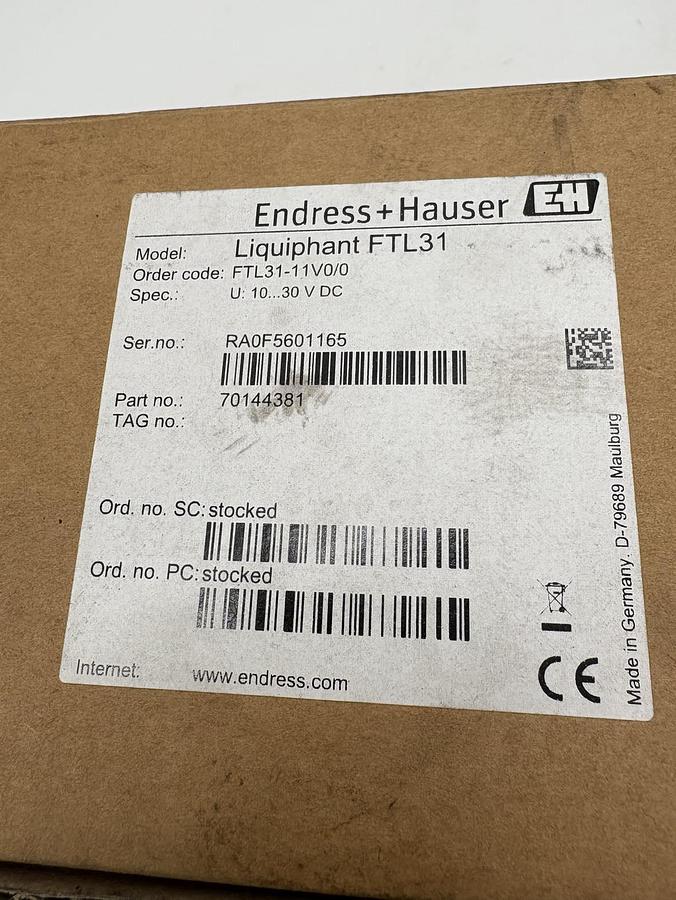 Endress+Hauser EH
Model: Liquiphant FTL31
Order code: FTL31-11V0/0
Spec.: U: 10...30 V DC
Ser.no.: RA0F5601165
Part no.: 70144381
TAG no.:
Ord. no. SC: stocked
Ord. no. PC: stocked
Internet: www.endress.com
CE
Made in Germany. D-79689 Maulburg